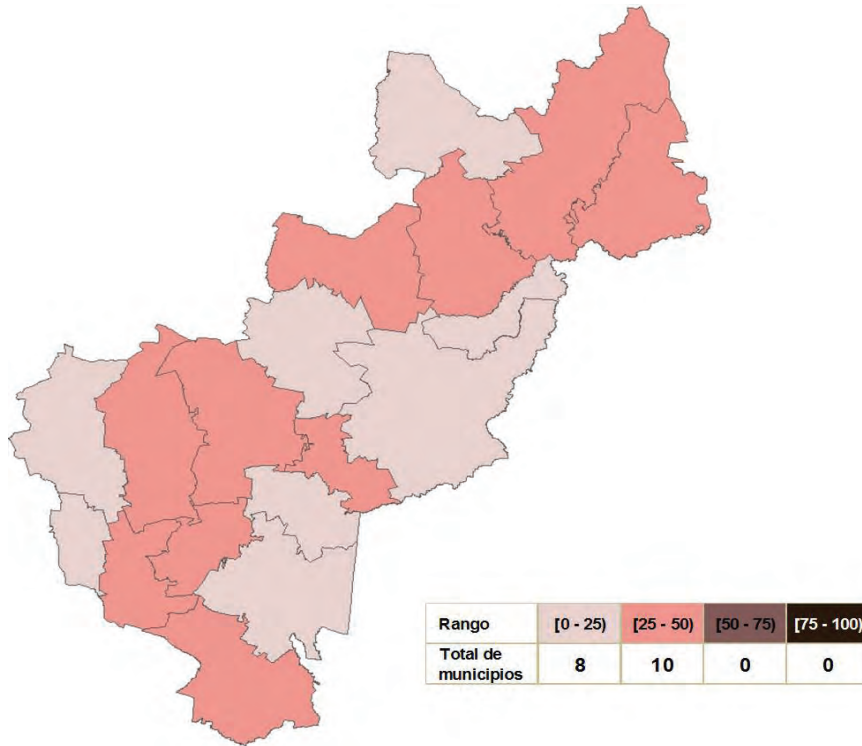 Rango [0 - 25) [25 - 50) [50 - 75) [75 - 100)
Total de
municipios 8 10 0 0